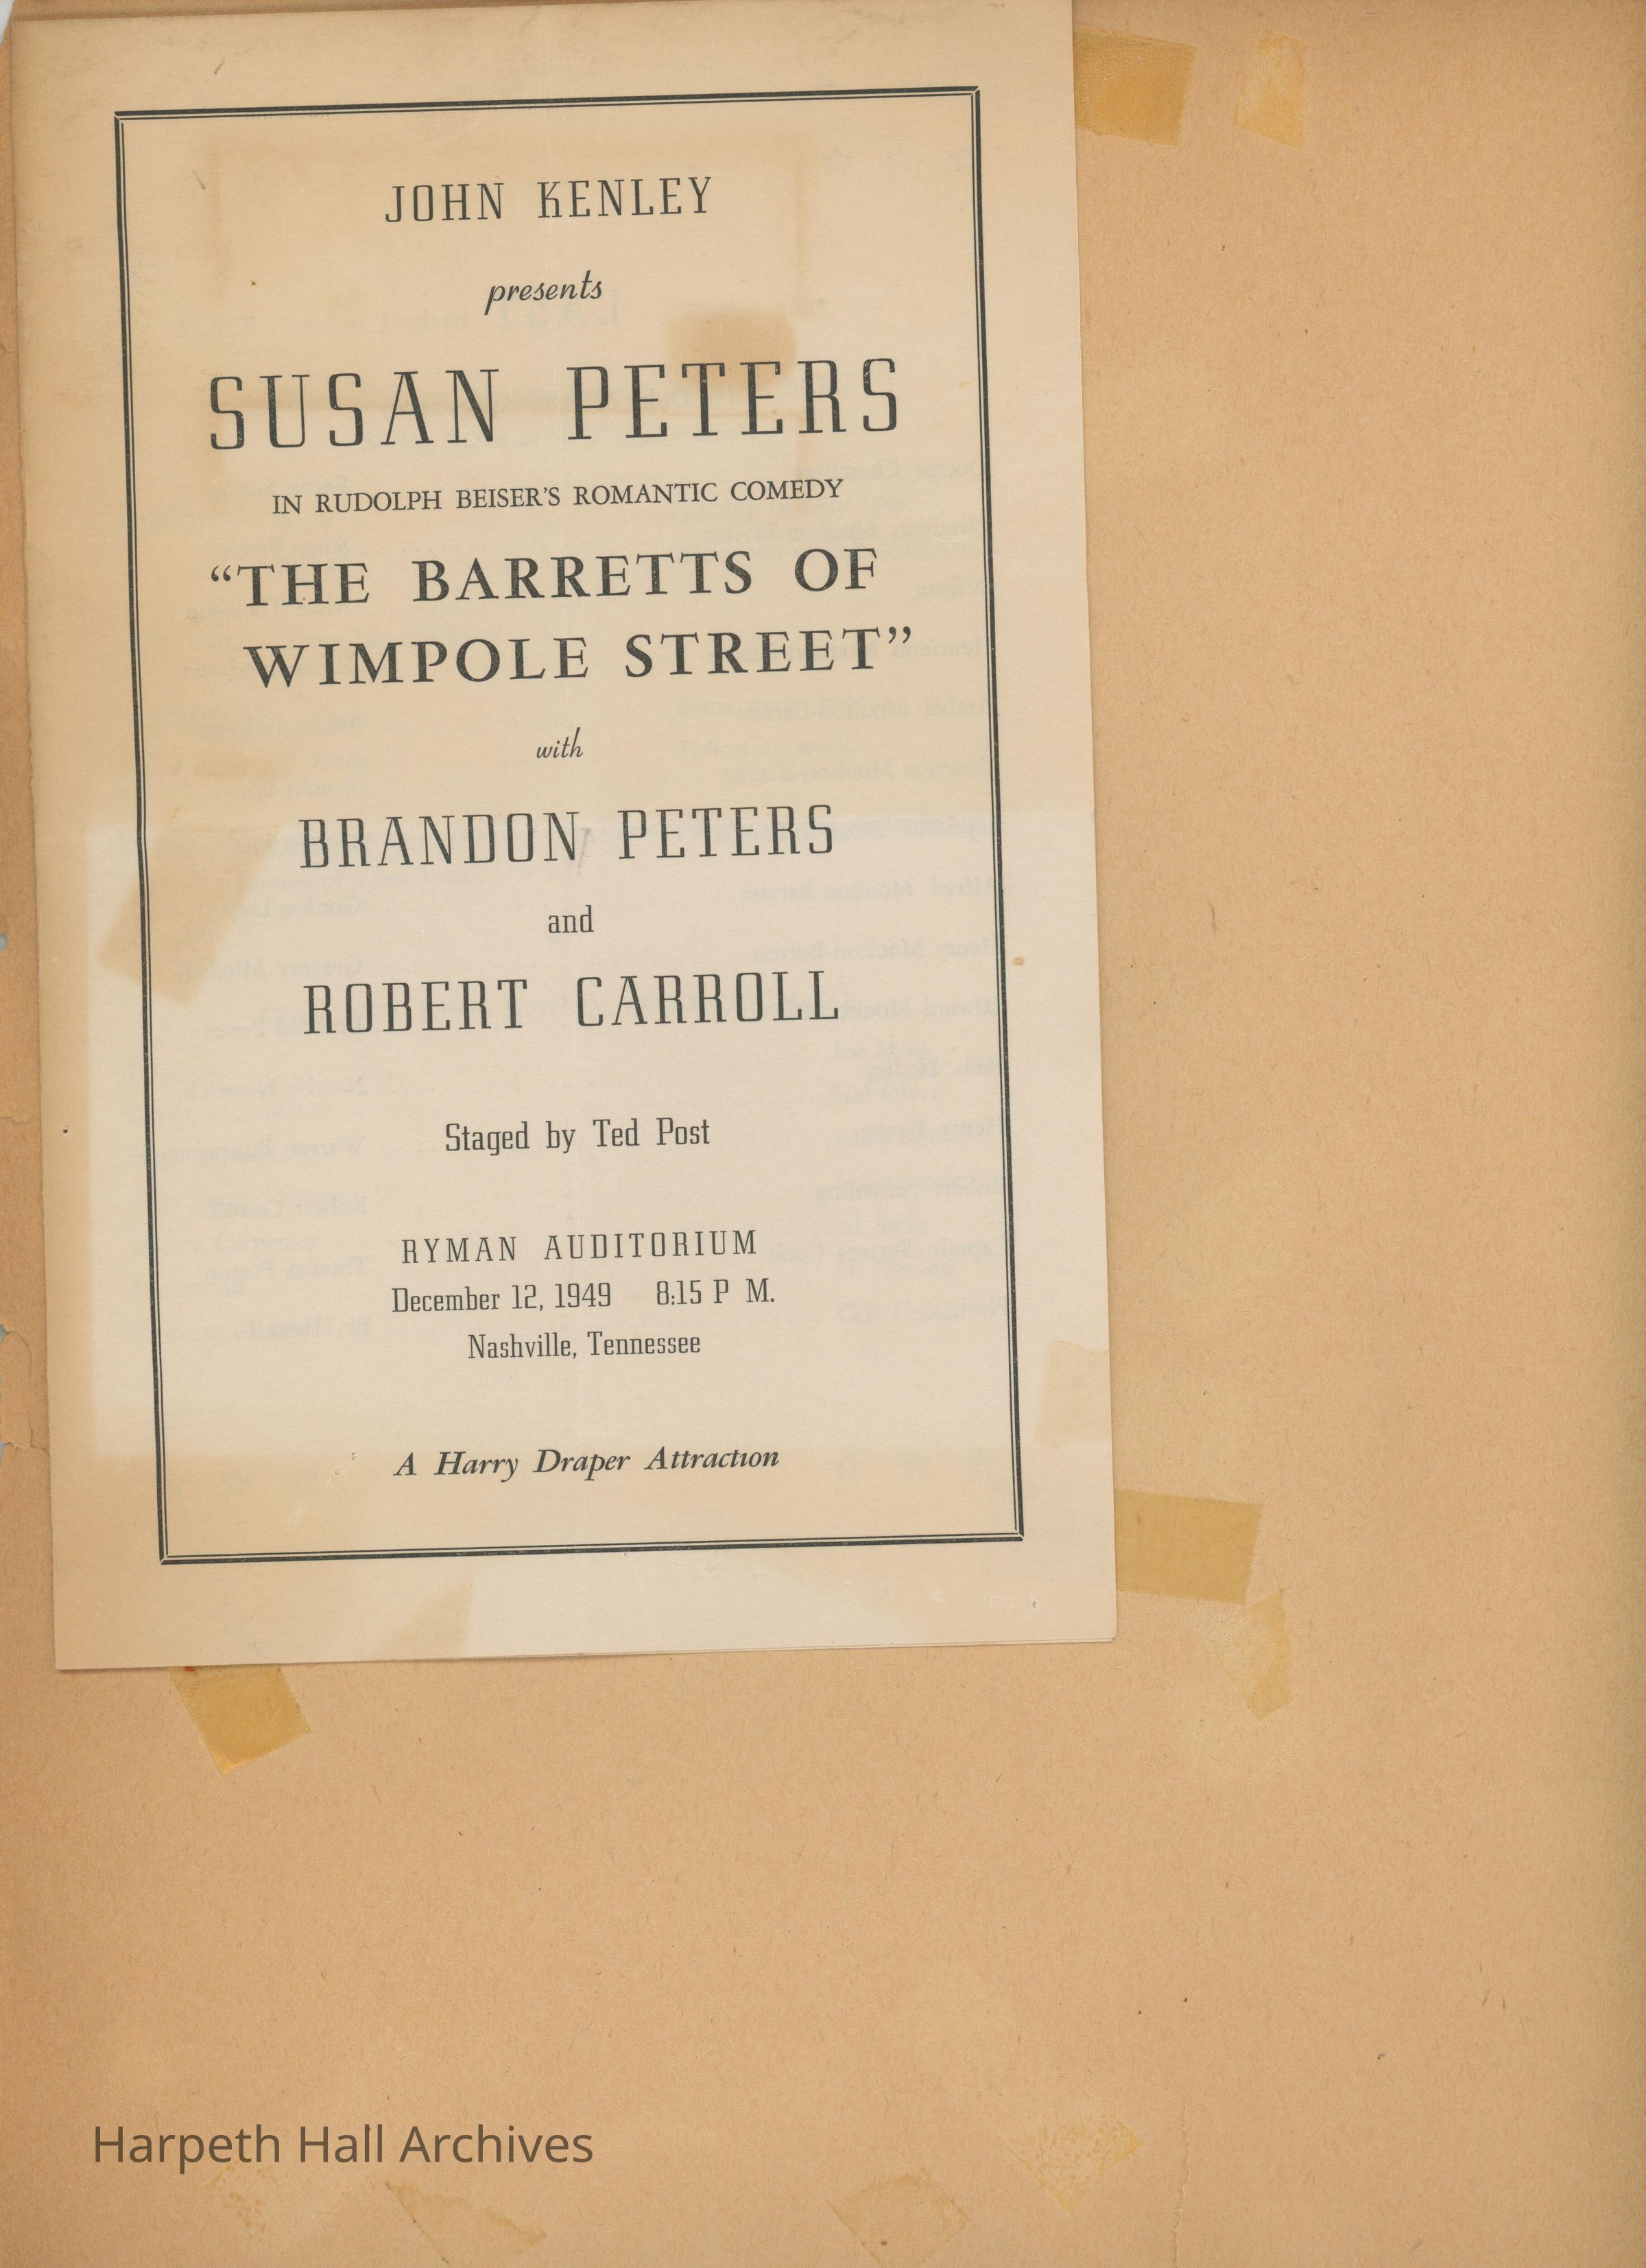 JOHN KENLEY
presents
SUSAN PETERS
IN RUDOLPH BEISER'S ROMANTIC COMEDY
“THE BARRETTS OF
WIMPOLE STREET”
with
BRANDON PETERS
and
ROBERT CARROLL
Staged by Ted Post
RYMAN AUDITORIUM
December 12, 1949 8:15 P M.
Nashville, Tennessee
A Harry Draper Attraction
Harpeth Hall Archives